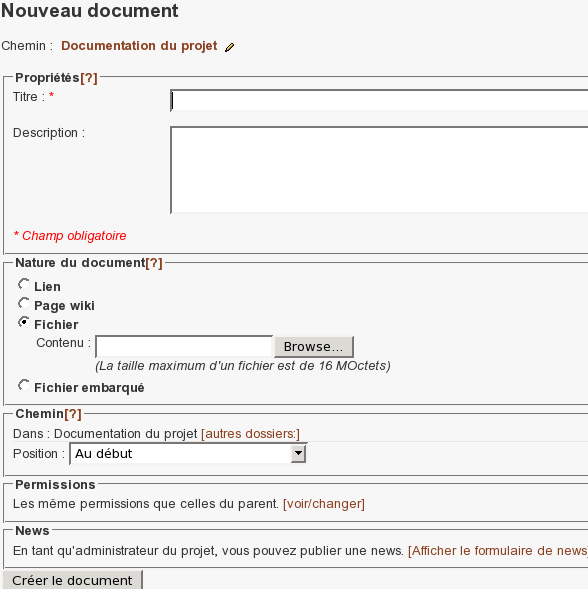 Nouveau document
Chemin : Documentation du projet
Propriétés[?]
Titre : *
Description :
* Champ obligatoire
Nature du document[?]
Lien
Page wiki
Fichier
Contenu : Browse...
(La taille maximum d'un fichier est de 16 MOctets)
Fichier embarqué
Chemin[?]
Dans : Documentation du projet [autres dossiers:]
Position : Au début
Permissions
Les même permissions que celles du parent. [voir/changer]
News
En tant qu'administrateur du projet, vous pouvez publier une news. [Afficher le formulaire de news
Créer le document